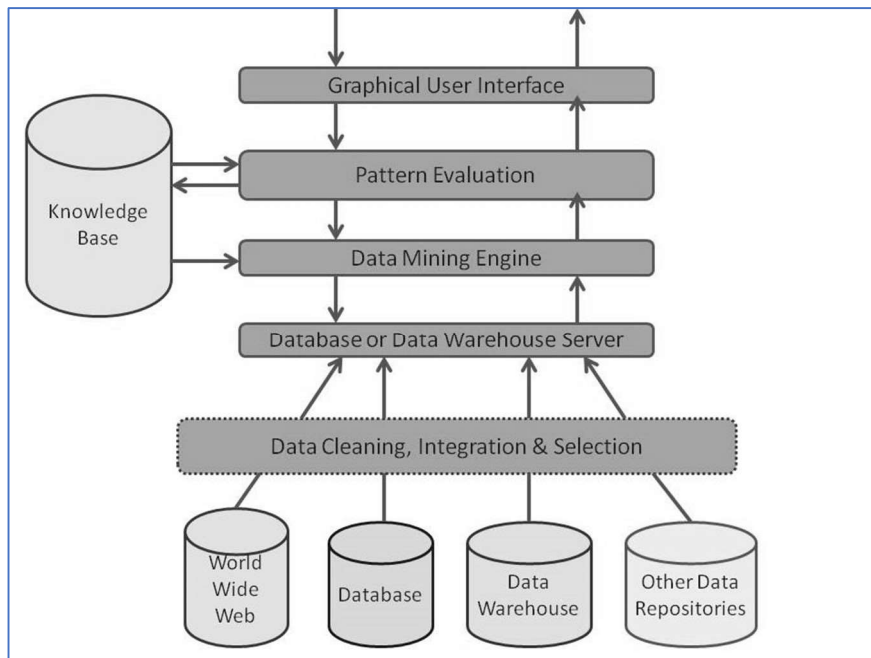 Graphical User Interface
Pattern Evaluation
Knowledge
Base
Data Mining Engine
Database or Data Warehouse Server
Data Cleaning, Integration & Selection
World
Wide
Web
Database
Data
Warehouse
Other Data
Repositories